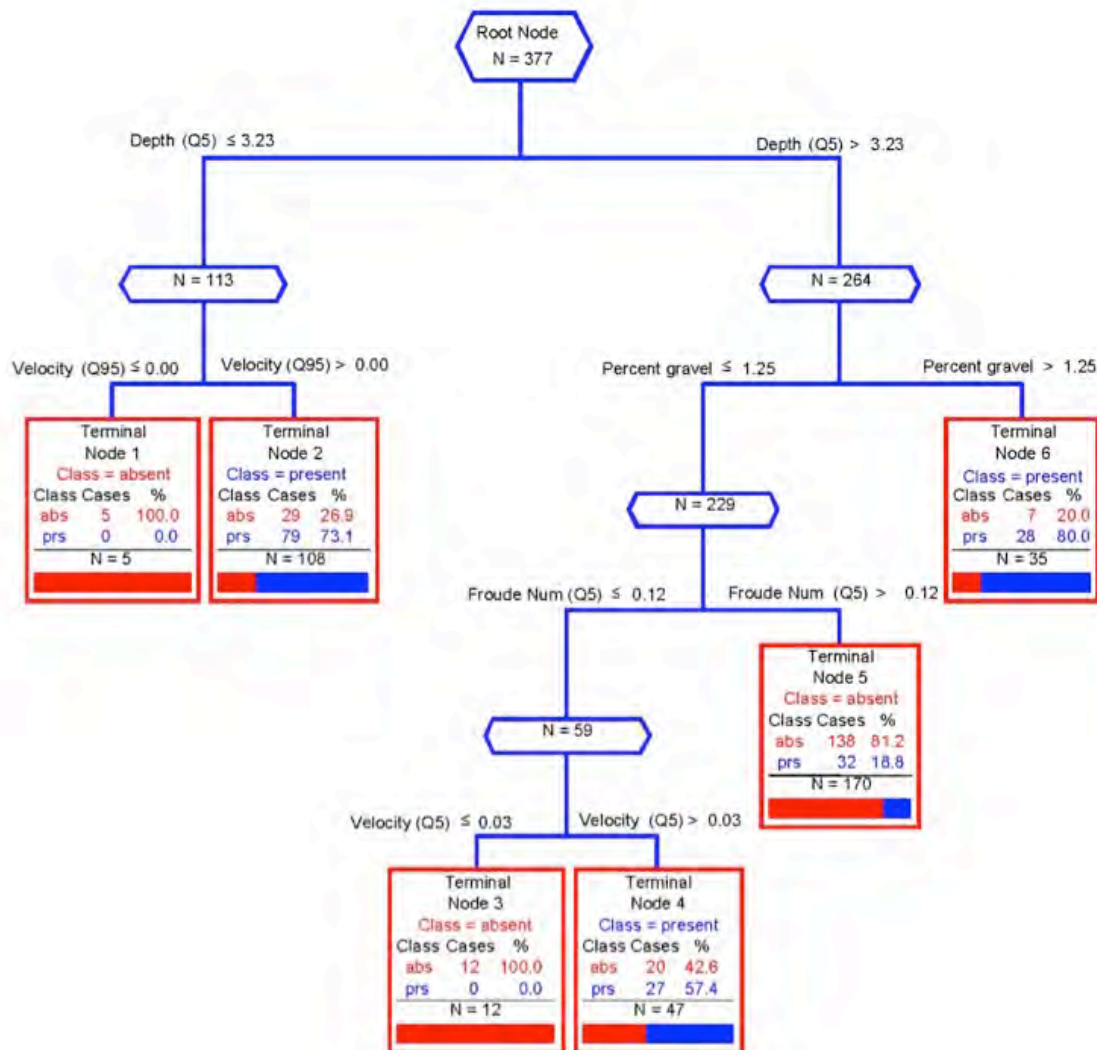 Root Node
N = 377
Depth (Q5) ≤ 3.23
Depth (Q5) > 3.23
N = 113
N = 264
Velocity (Q95) ≤ 0.00
Velocity (Q95) > 0.00
Percent gravel ≤ 1.25
Percent gravel > 1.25
Terminal
Node 1
Class = absent
Class Cases %
abs 5 100.0
prs 0 0.0
N = 5
Terminal
Node 2
Class = present
Class Cases %
abs 29 26.9
prs 79 73.1
N = 108
N = 229
Terminal
Node 6
Class = present
Class Cases %
abs 7 20.0
prs 28 80.0
N = 35
Froude Num (Q5) ≤ 0.12
Froude Num (Q5) > 0.12
N = 59
Terminal
Node 5
Class = absent
Class Cases %
abs 138 81.2
prs 32 18.8
N = 170
Velocity (Q5) ≤ 0.03
Velocity (Q5) > 0.03
Terminal
Node 3
Class = absent
Class Cases %
abs 12 100.0
prs 0 0.0
N = 12
Terminal
Node 4
Class = present
Class Cases %
abs 20 42.6
prs 27 57.4
N = 47